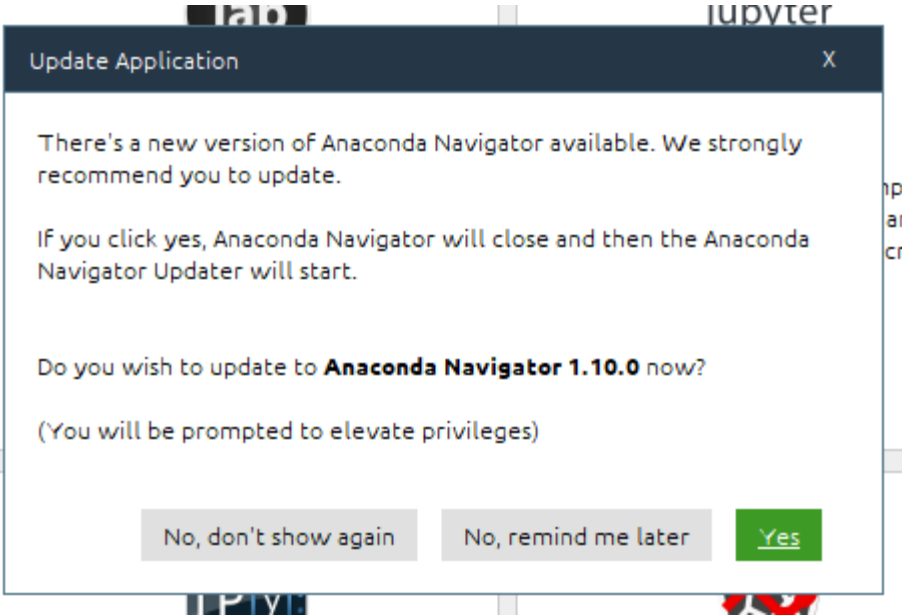 lab
jupyter
Update Application
X
There's a new version of Anaconda Navigator available. We strongly
recommend you to update.
If you click yes, Anaconda Navigator will close and then the Anaconda
Navigator Updater will start.
Do you wish to update to Anaconda Navigator 1.10.0 now?
(You will be prompted to elevate privileges)
No, don't show again
No, remind me later
Yes